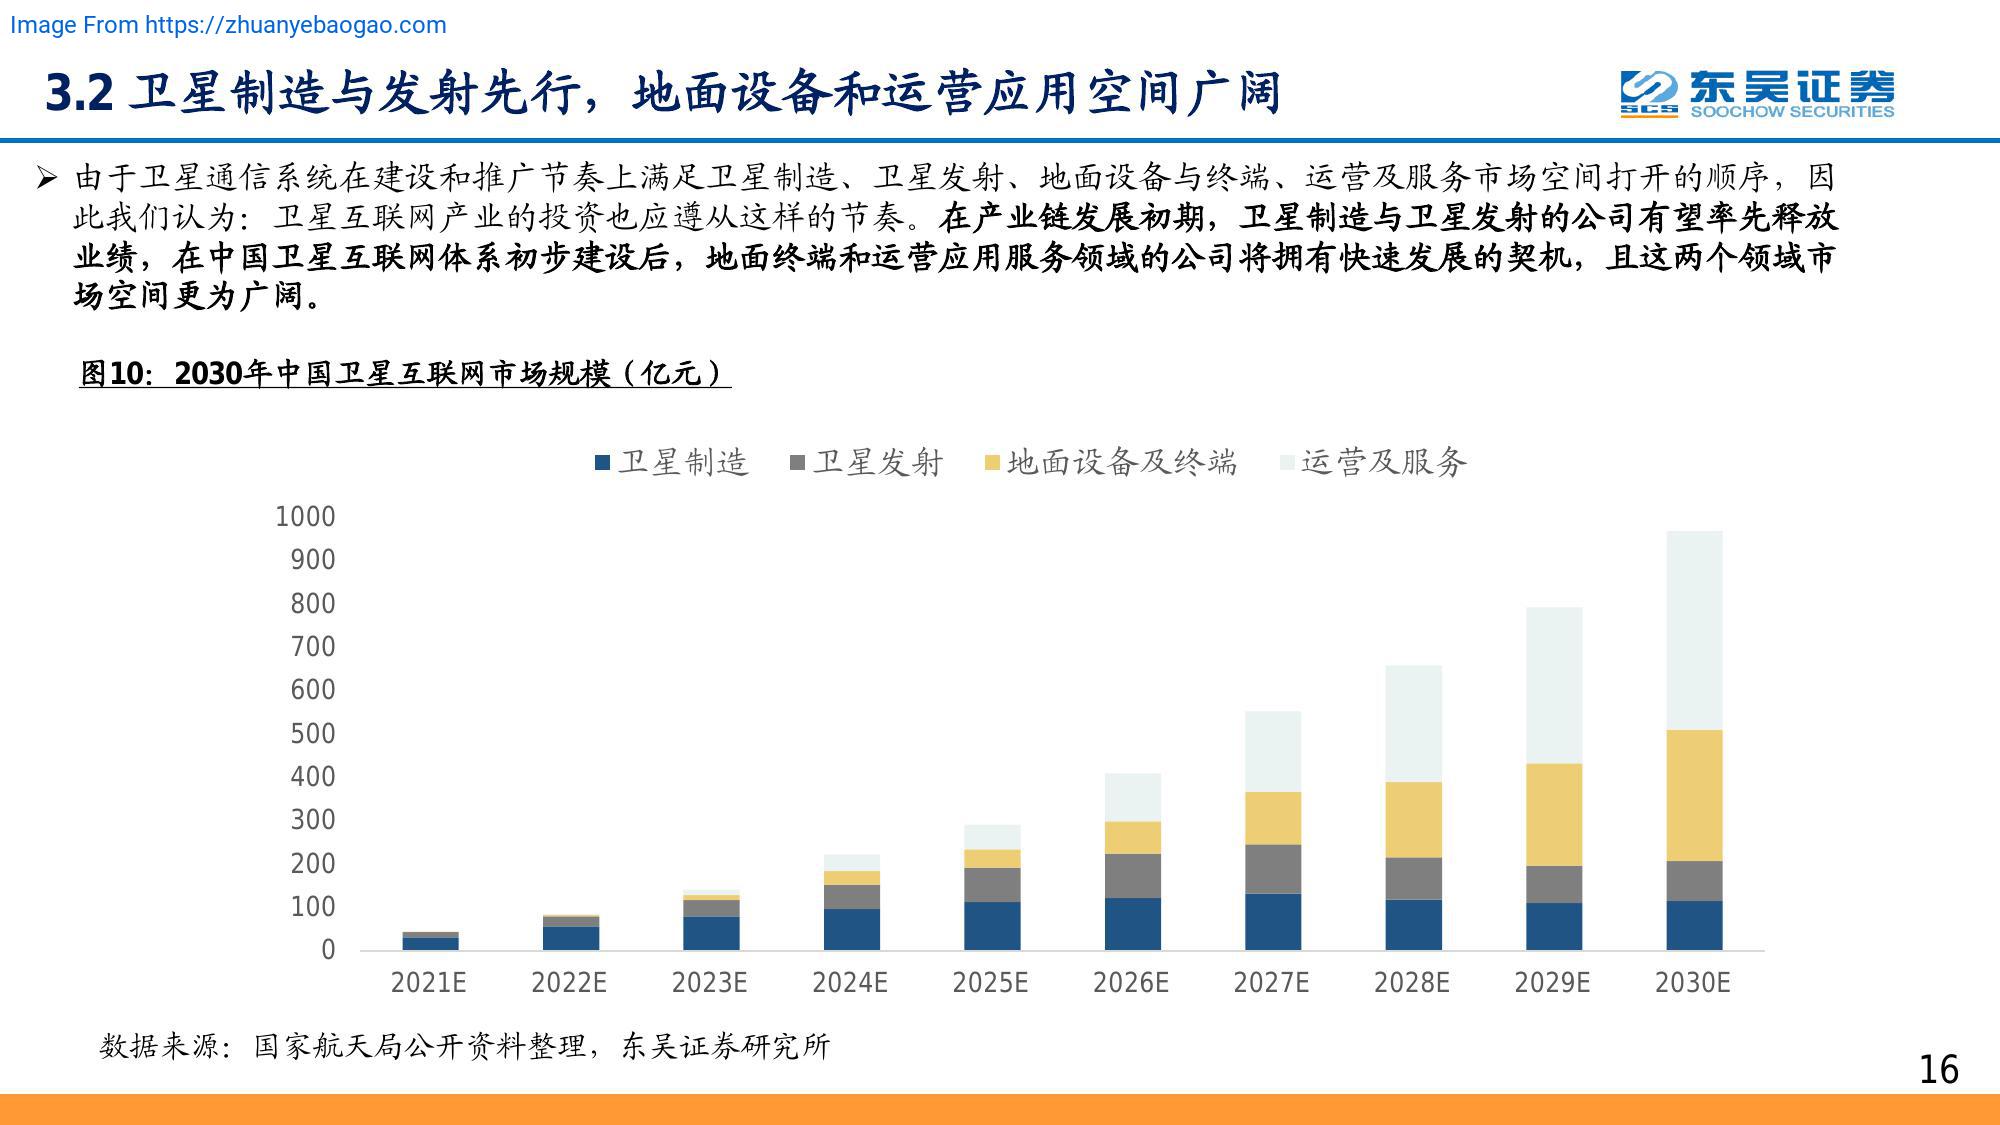 Image From https://zhuanyebaogao.com
3.2 卫星制造与发射先行，地面设备和运营应用空间广阔
SCS
东吴证券
SOOCHOW SECURITIES
由于卫星通信系统在建设和推广节奏上满足卫星制造、卫星发射、地面设备与终端、运营及服务市场空间打开的顺序，因
此我们认为：卫星互联网产业的投资也应遵从这样的节奏。在产业链发展初期，卫星制造与卫星发射的公司有望率先释放
业绩，在中国卫星互联网体系初步建设后，地面终端和运营应用服务领域的公司将拥有快速发展的契机，且这两个领域市
场空间更为广阔。
图10：2030年中国卫星互联网市场规模（亿元）
卫星制造 卫星发射 地面设备及终端 运营及服务
1000
900
800
700
600
500
400
300
200
100
0
2021E 2022E 2023E 2024E 2025E 2026E 2027E 2028E 2029E 2030E
数据来源：国家航天局公开资料整理，东吴证券研究所
16